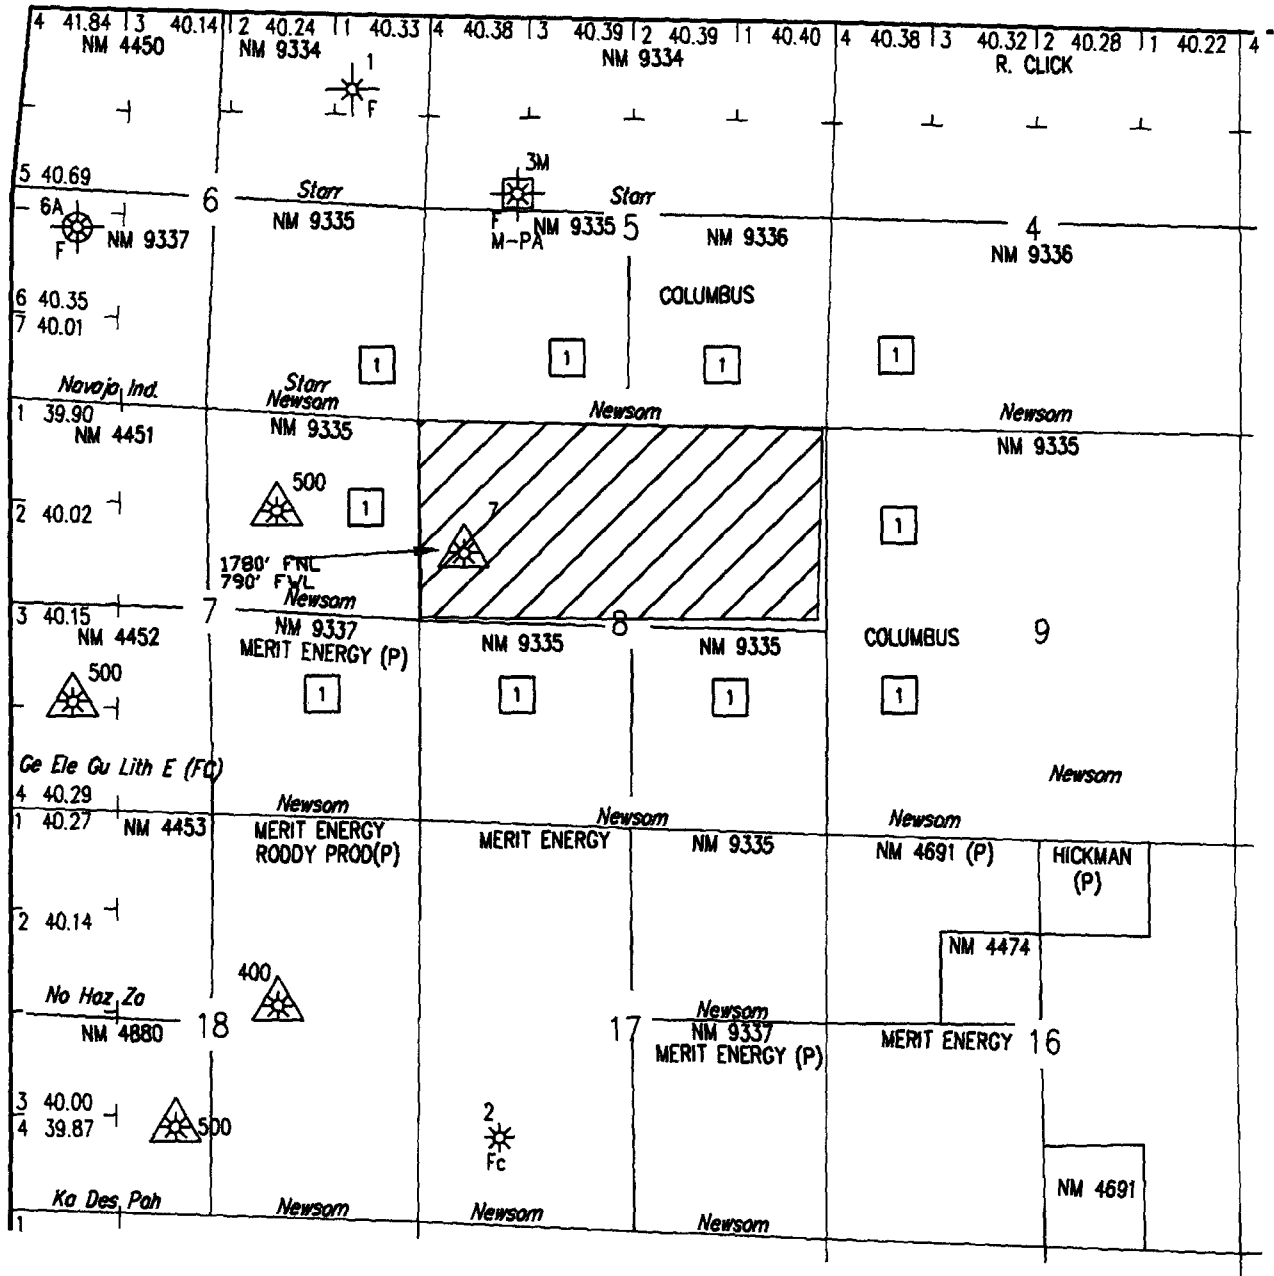 4 41.84 3 40.14 2 40.24 1 40.33 4 40.38 3 40.39 2 40.39 1 40.40 4 40.38 3 40.32 2 40.28 1 40.22 4
NM 4450
NM 9334
NM 9334
R. CLICK
1
F
5 40.69
6
Starr
NM 9335
3M
F
M-PA
Starr
NM 9335
5
NM 9336
4
NM 9336
6A
F
NM 9337
COLUMBUS
6 40.35
7 40.01
1
1
1
1
Navajo Ind.
Starr
Newsom
Newsom
Newsom
1 39.90
NM 4451
NM 9335
NM 9335
500
1
7
1
2 40.02
1780' FNL
790' FWL
Newsom
3 40.15
NM 4452
7
NM 9337
MERIT ENERGY (P)
8
NM 9335
NM 9335
COLUMBUS
9
500
1
1
1
1
Ge Ele Gu Lith E (FC)
Newsom
4 40.29
1 40.27
NM 4453
Newsom
MERIT ENERGY
RODDY PROD(P)
Newsom
MERIT ENERGY
NM 9335
Newsom
NM 4691 (P)
HICKMAN
(P)
2 40.14
NM 4474
400
No Haz Za
NM 4880
18
17
Newsom
NM 9337
MERIT ENERGY (P)
MERIT ENERGY
16
3 40.00
4 39.87
500
2
Fc
NM 4691
Ka Des Pah
Newsom
Newsom
Newsom
1